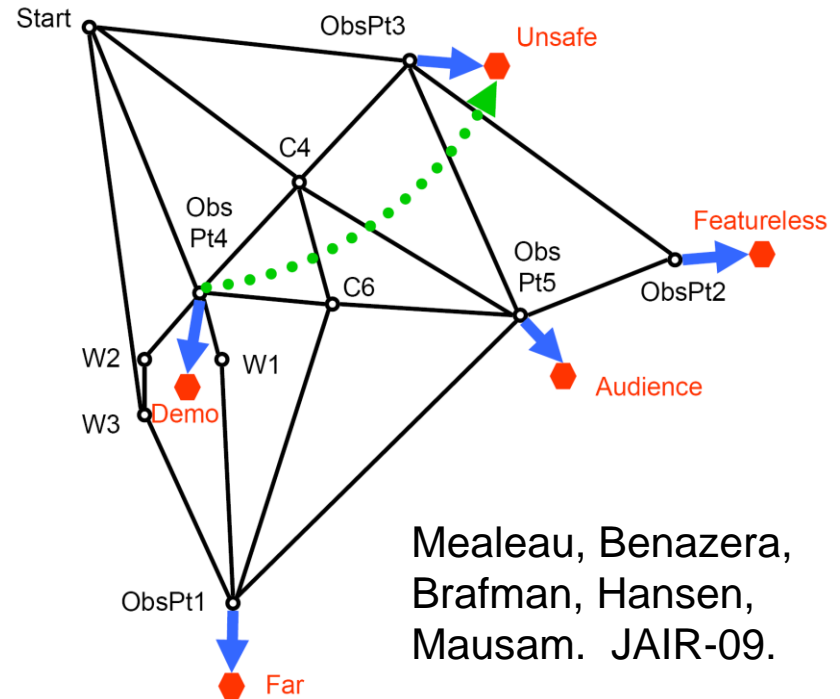 Start
ObsPt3
Unsafe
C4
Obs
Pt4
Featureless
Obs
Pt5
C6
ObsPt2
W2
W1
Audience
Demo
W3
Mealeau, Benazera,
Brafman, Hansen,
Mausam. JAIR-09.
ObsPt1
Far